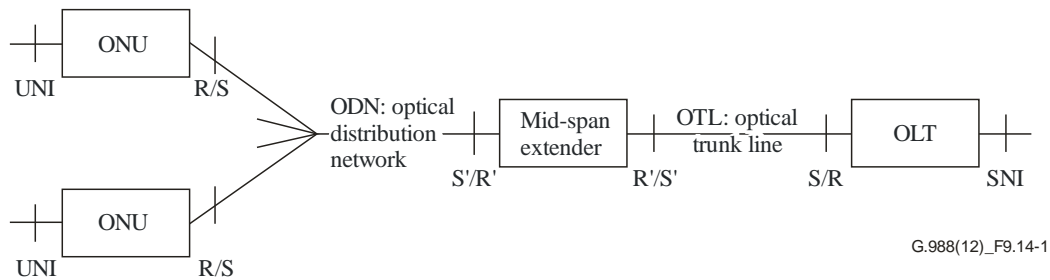 ONU
UNI
R/S
ODN: optical
distribution
network
S'/R'
Mid-span
extender
R'/S'
OTL: optical
trunk line
S/R
OLT
SNI
ONU
UNI
R/S
G.988(12)_F9.14-1